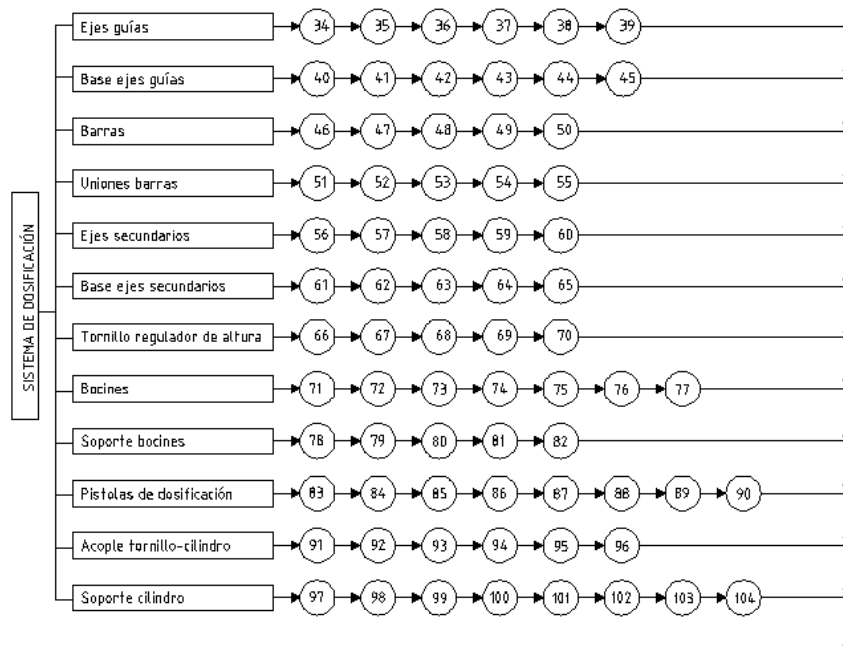 SISTEMA DE DOSIFICACIÓN
Ejes guías 34 35 36 37 38 39
Base ejes guías 40 41 42 43 44 45
Barras 46 47 48 49 50
Uniones barras 51 52 53 54 55
Ejes secundarios 56 57 58 59 60
Base ejes secundarios 61 62 63 64 65
Tornillo regulador de altura 66 67 68 69 70
Bocines 71 72 73 74 75 76 77
Soporte bocines 78 79 80 81 82
Pistolas de dosificación 83 84 85 86 87 88 89 90
Acople tornillo-cilindro 91 92 93 94 95 96
Soporte cilindro 97 98 99 100 101 102 103 104